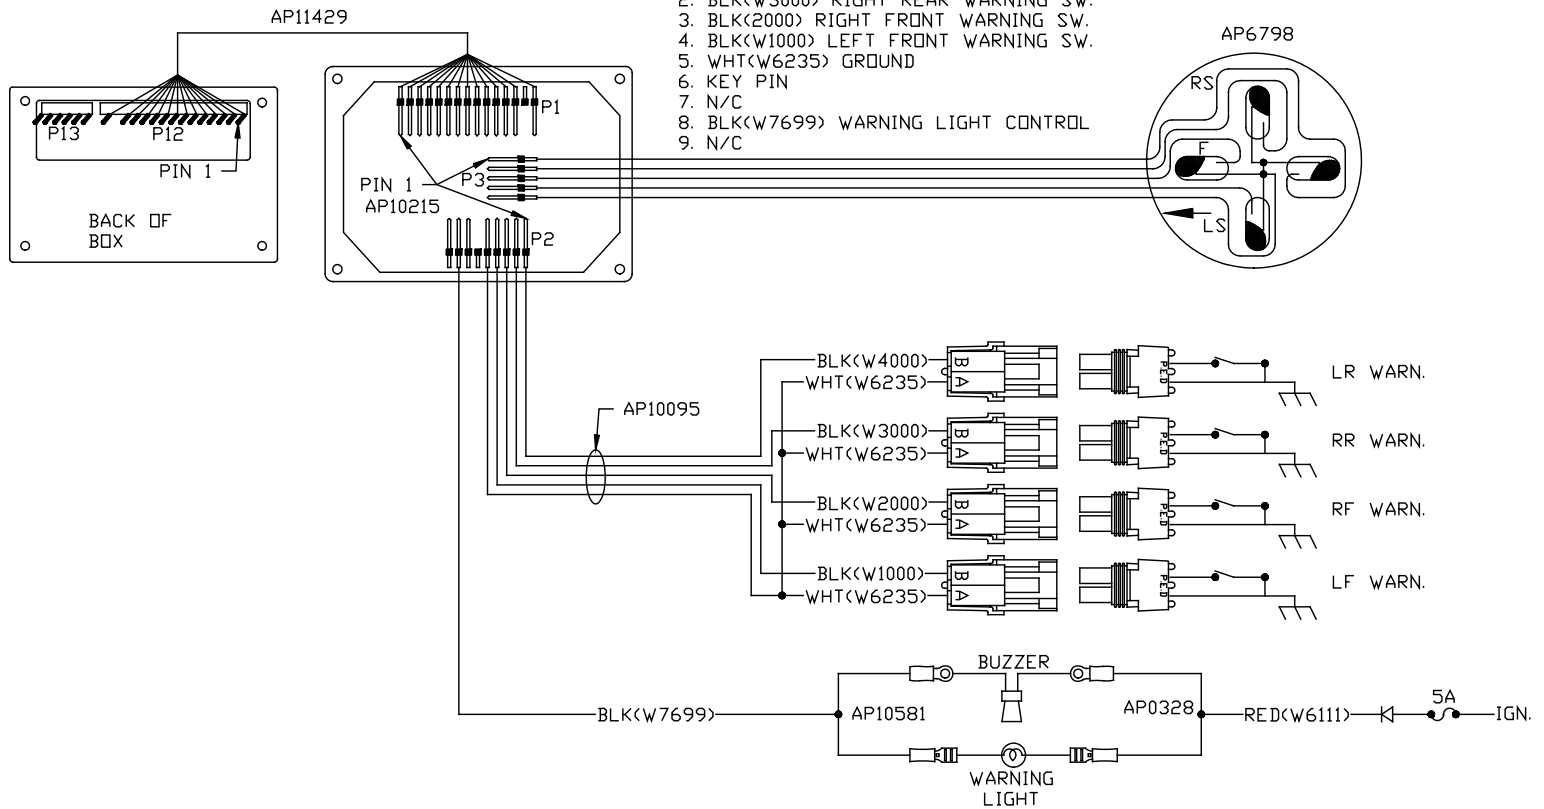 AP11429
2. BLK(W3000) RIGHT REAR WARNING SW.
3. BLK(2000) RIGHT FRONT WARNING SW.
4. BLK(W1000) LEFT FRONT WARNING SW.
5. WHT(W6235) GROUND
6. KEY PIN
7. N/C
8. BLK(W7699) WARNING LIGHT CONTROL
9. N/C
AP6798
RS
F
LS
P13
P12
PIN 1
BACK OF
BOX
P1
P3
PIN 1
AP10215
P2
AP10095
BLK(W4000)
WHT(W6235)
B
A
PED
LR WARN.
BLK(W3000)
WHT(W6235)
B
A
PED
RR WARN.
BLK(W2000)
WHT(W6235)
B
A
PED
RF WARN.
BLK(W1000)
WHT(W6235)
B
A
PED
LF WARN.
BUZZER
BLK(W7699)
AP10581
AP0328
RED(W6111)
5A
IGN.
WARNING
LIGHT